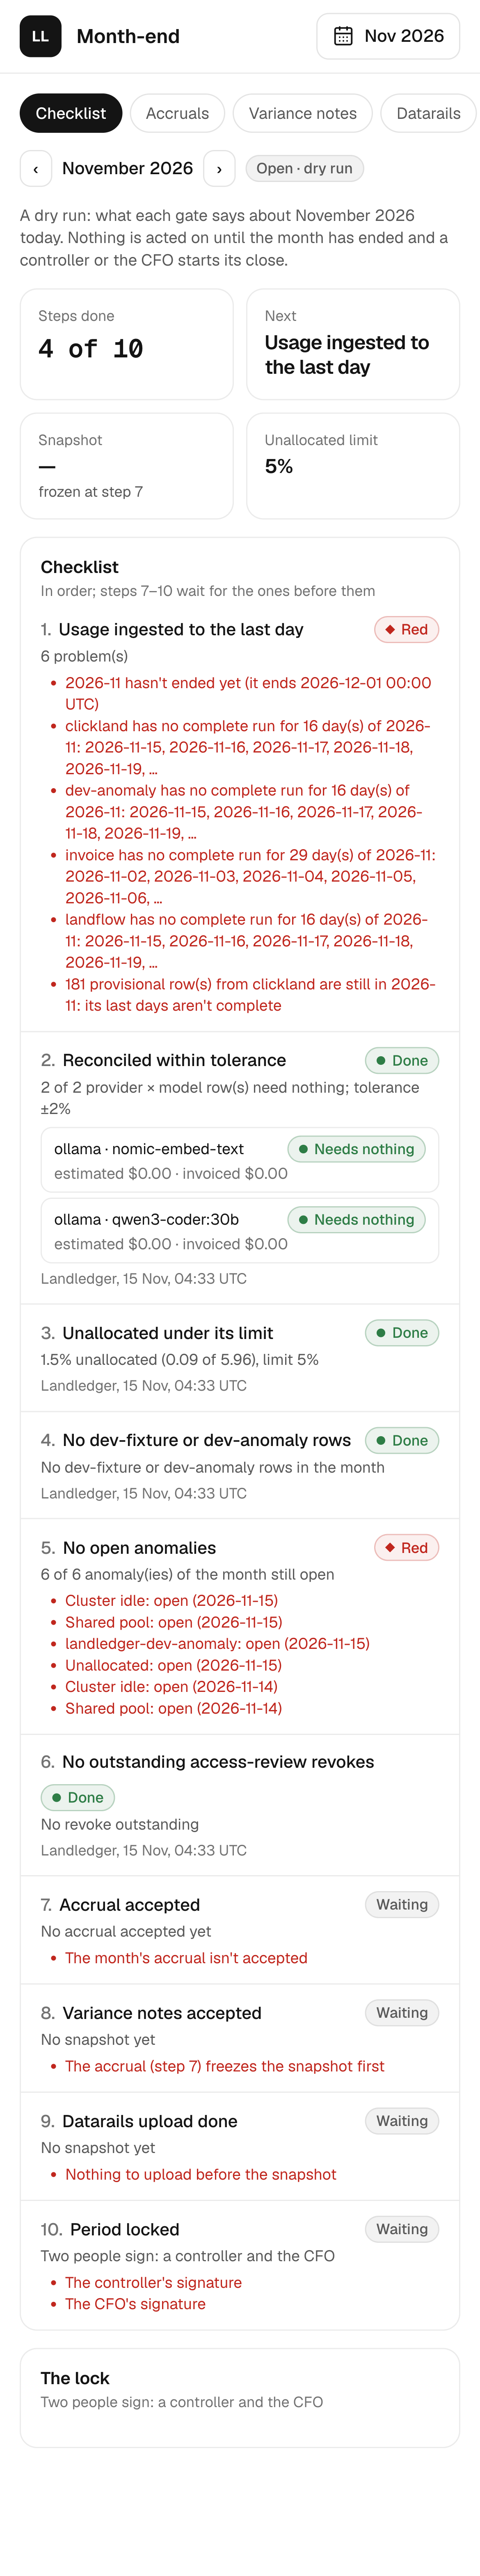 LL Month-end Nov 2026
Checklist Accruals Variance notes Datarails
‹ November 2026 › Open · dry run
A dry run: what each gate says about November 2026
today. Nothing is acted on until the month has ended and a
controller or the CFO starts its close.
Steps done
4 of 10
Next
Usage ingested to
the last day
Snapshot
—
frozen at step 7
Unallocated limit
5%
Checklist
In order; steps 7–10 wait for the ones before them
1. Usage ingested to the last day Red
6 problem(s)
• 2026-11 hasn't ended yet (it ends 2026-12-01 00:00
UTC)
• clickland has no complete run for 16 day(s) of 2026-
11: 2026-11-15, 2026-11-16, 2026-11-17, 2026-11-18,
2026-11-19, ...
• dev-anomaly has no complete run for 16 day(s) of
2026-11: 2026-11-15, 2026-11-16, 2026-11-17, 2026-
11-18, 2026-11-19, ...
• invoice has no complete run for 29 day(s) of 2026-11:
2026-11-02, 2026-11-03, 2026-11-04, 2026-11-05,
2026-11-06, ...
• landflow has no complete run for 16 day(s) of 2026-
11: 2026-11-15, 2026-11-16, 2026-11-17, 2026-11-18,
2026-11-19, ...
• 181 provisional row(s) from clickland are still in 2026-
11: its last days aren't complete
2. Reconciled within tolerance Done
2 of 2 provider × model row(s) need nothing; tolerance
±2%
ollama · nomic-embed-text Needs nothing
estimated $0.00 · invoiced $0.00
ollama · qwen3-coder:30b Needs nothing
estimated $0.00 · invoiced $0.00
Landledger, 15 Nov, 04:33 UTC
3. Unallocated under its limit Done
1.5% unallocated (0.09 of 5.96), limit 5%
Landledger, 15 Nov, 04:33 UTC
4. No dev-fixture or dev-anomaly rows Done
No dev-fixture or dev-anomaly rows in the month
Landledger, 15 Nov, 04:33 UTC
5. No open anomalies Red
6 of 6 anomaly(ies) of the month still open
• Cluster idle: open (2026-11-15)
• Shared pool: open (2026-11-15)
• landledger-dev-anomaly: open (2026-11-15)
• Unallocated: open (2026-11-15)
• Cluster idle: open (2026-11-14)
• Shared pool: open (2026-11-14)
6. No outstanding access-review revokes
Done
No revoke outstanding
Landledger, 15 Nov, 04:33 UTC
7. Accrual accepted Waiting
No accrual accepted yet
• The month's accrual isn't accepted
8. Variance notes accepted Waiting
No snapshot yet
• The accrual (step 7) freezes the snapshot first
9. Datarails upload done Waiting
No snapshot yet
• Nothing to upload before the snapshot
10. Period locked Waiting
Two people sign: a controller and the CFO
• The controller's signature
• The CFO's signature
The lock
Two people sign: a controller and the CFO